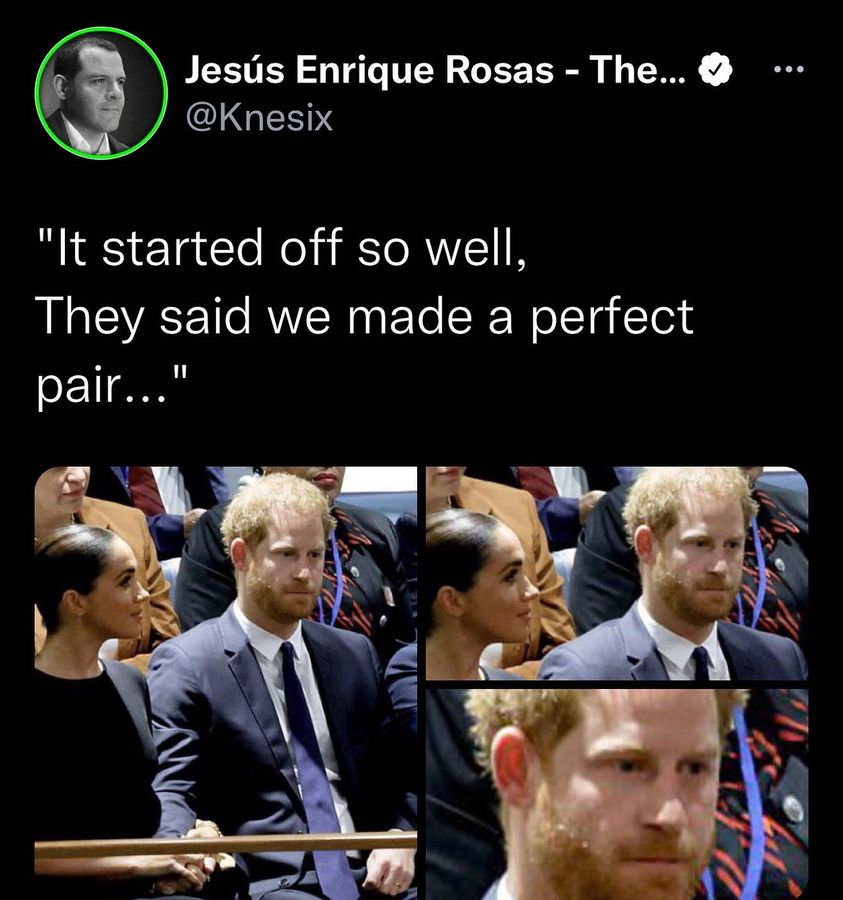 Jesús Enrique Rosas - The...
@Knesix
"It started off so well,
They said we made a perfect
pair..."